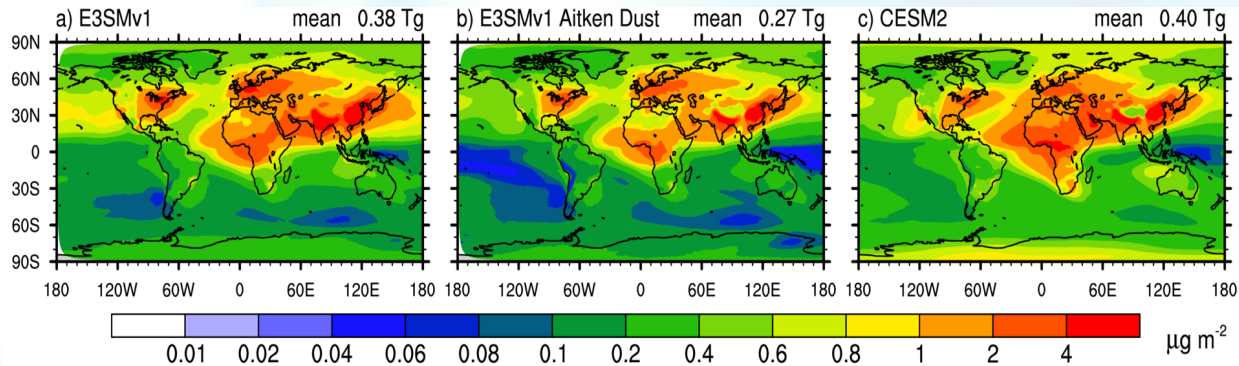 a) E3SMv1 mean 0.38 Tg
b) E3SMv1 Aitken Dust mean 0.27 Tg
c) CESM2 mean 0.40 Tg
90N
60N
30N
0
30S
60S
90S
180 120W 60W 0 60E 120E 180
180 120W 60W 0 60E 120E 180
180 120W 60W 0 60E 120E 180
0.01 0.02 0.04 0.06 0.08 0.1 0.2 0.4 0.6 0.8 1 2 4
µg m⁻²